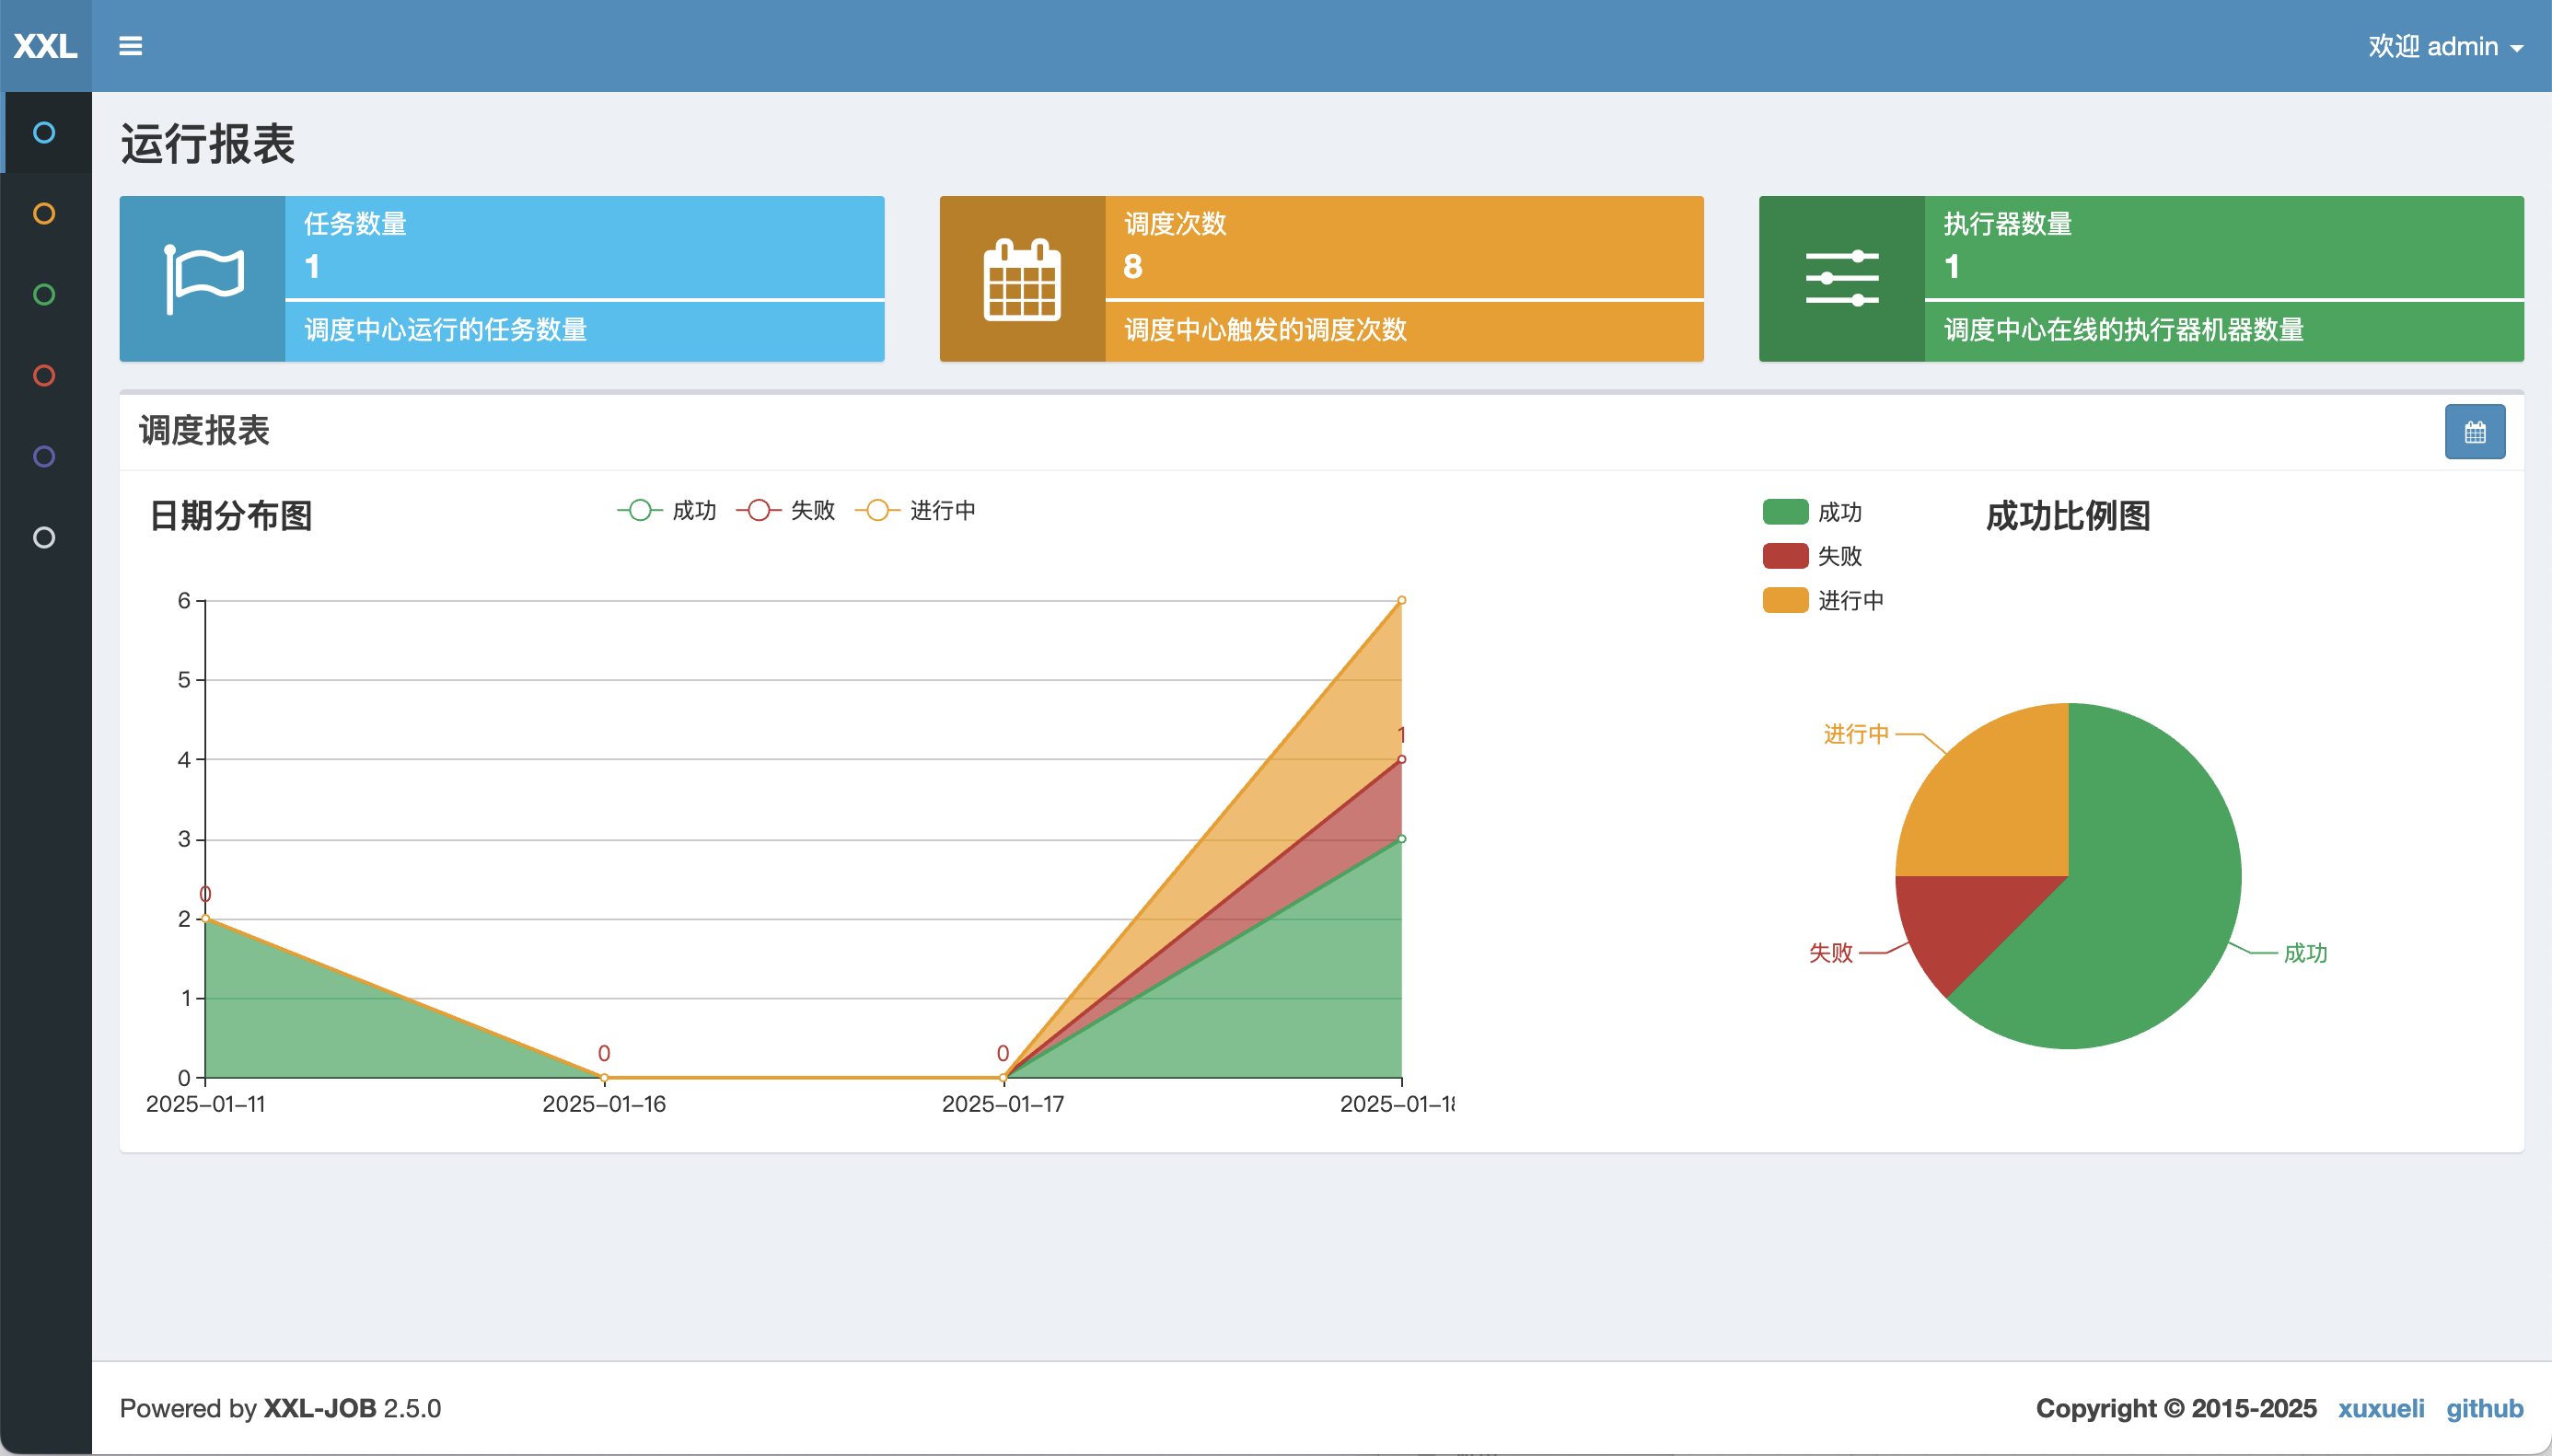 XXL
欢迎 admin
运行报表
任务数量
1
调度中心运行的任务数量
调度次数
8
调度中心触发的调度次数
执行器数量
1
调度中心在线的执行器机器数量
调度报表
日期分布图
成功 失败 进行中
6
5
4
3
2
1
0
1
0
0
0
2025-01-11
2025-01-16
2025-01-17
2025-01-18
成功比例图
成功
失败
进行中
进行中
失败
成功
Powered by XXL-JOB 2.5.0
Copyright © 2015-2025 xuxueli github